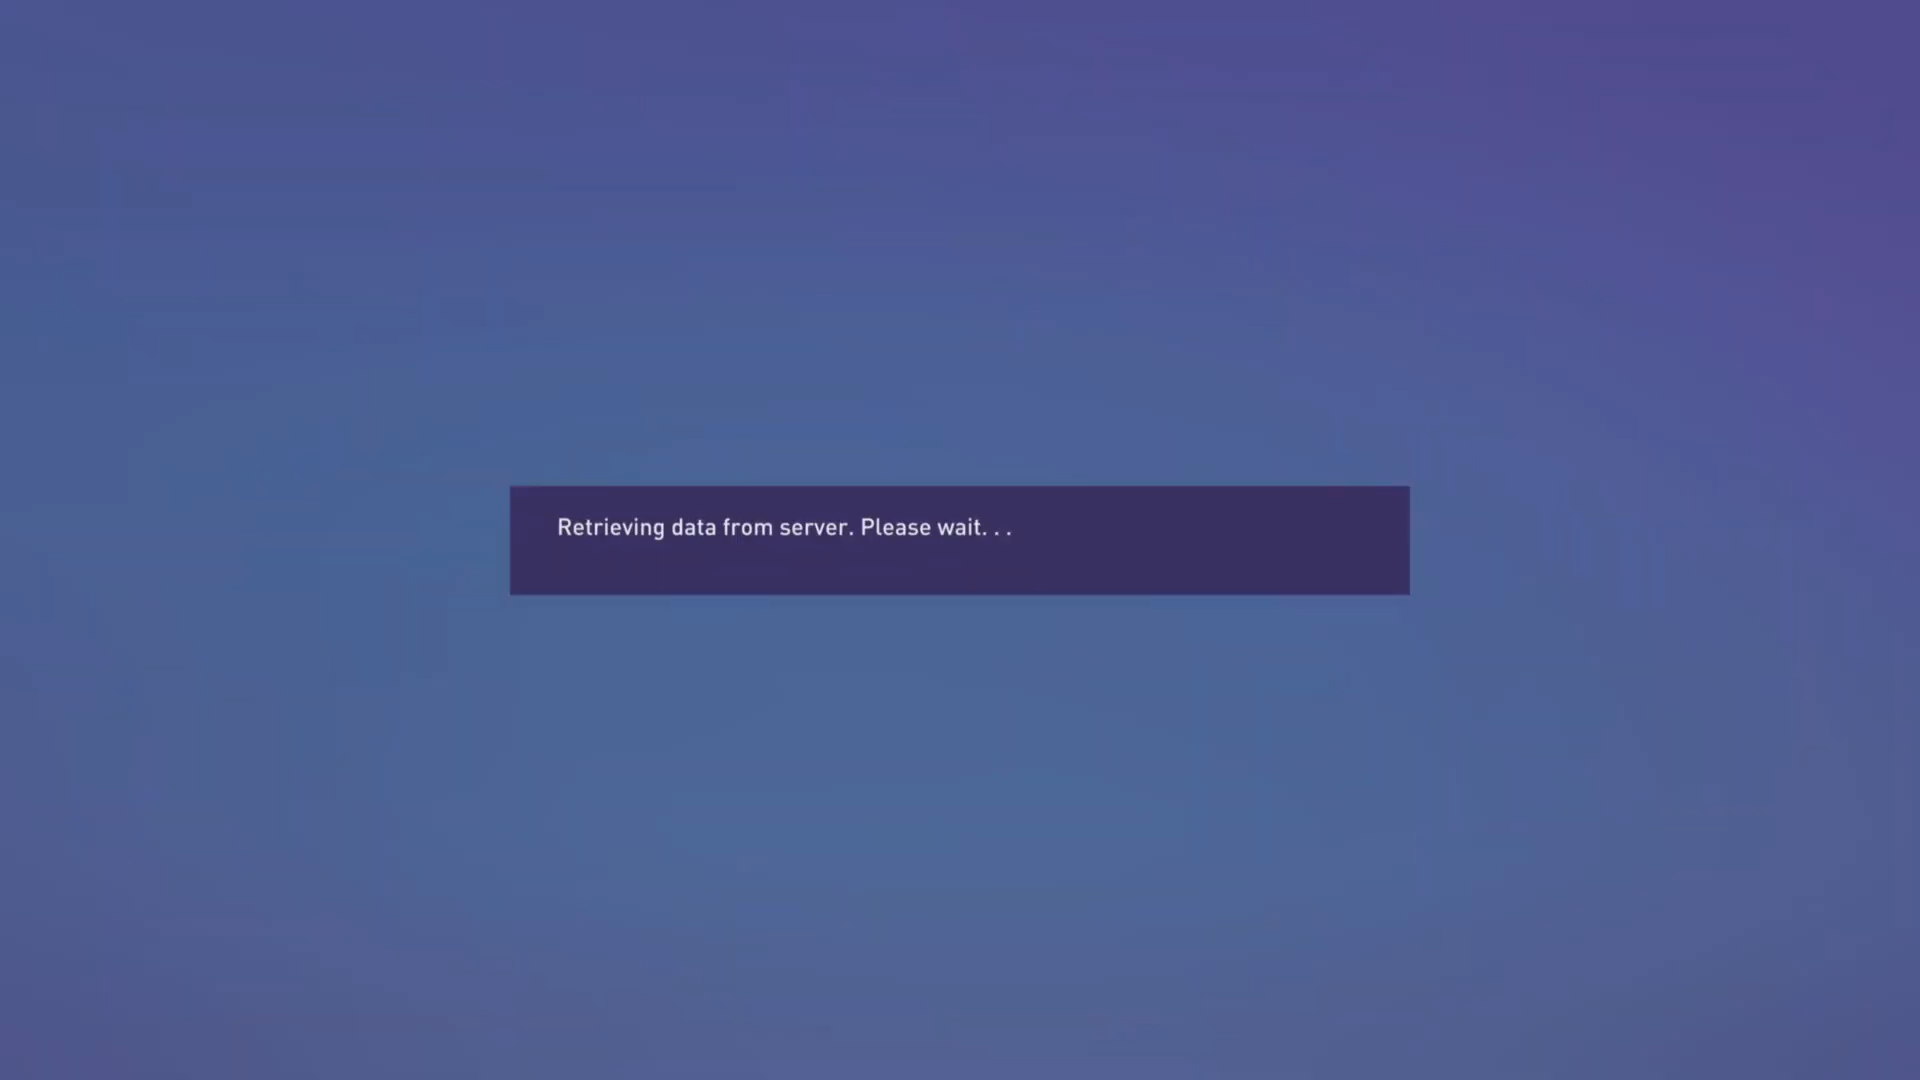 Retrieving data from server. Please wait. . .